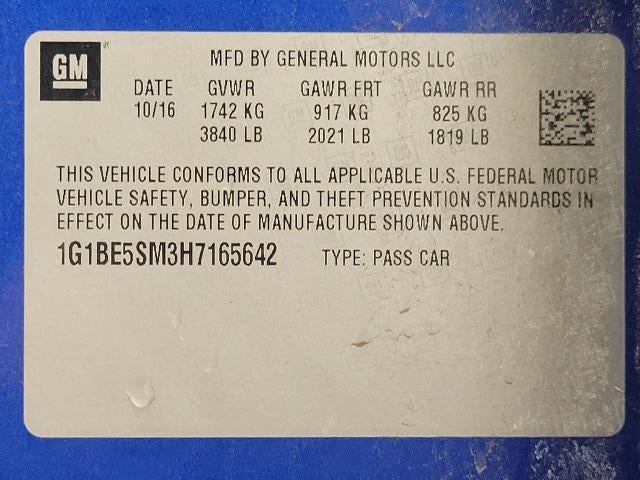 GM
MFD BY GENERAL MOTORS LLC
DATE GVWR GAWR FRT GAWR RR
10/16 1742 KG 917 KG 825 KG
3840 LB 2021 LB 1819 LB
THIS VEHICLE CONFORMS TO ALL APPLICABLE U.S. FEDERAL MOTOR
VEHICLE SAFETY, BUMPER, AND THEFT PREVENTION STANDARDS IN
EFFECT ON THE DATE OF MANUFACTURE SHOWN ABOVE.
1G1BE5SM3H7165642 TYPE: PASS CAR